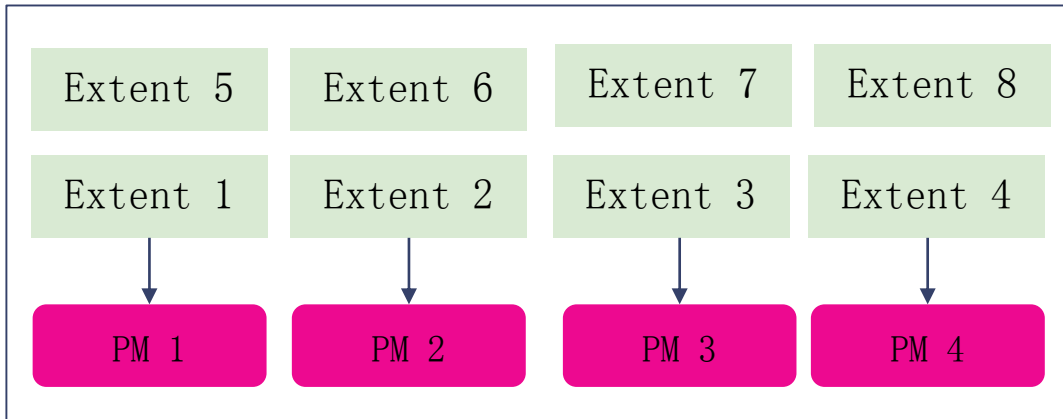 Extent 5
Extent 6
Extent 7
Extent 8
Extent 1
Extent 2
Extent 3
Extent 4
PM 1
PM 2
PM 3
PM 4